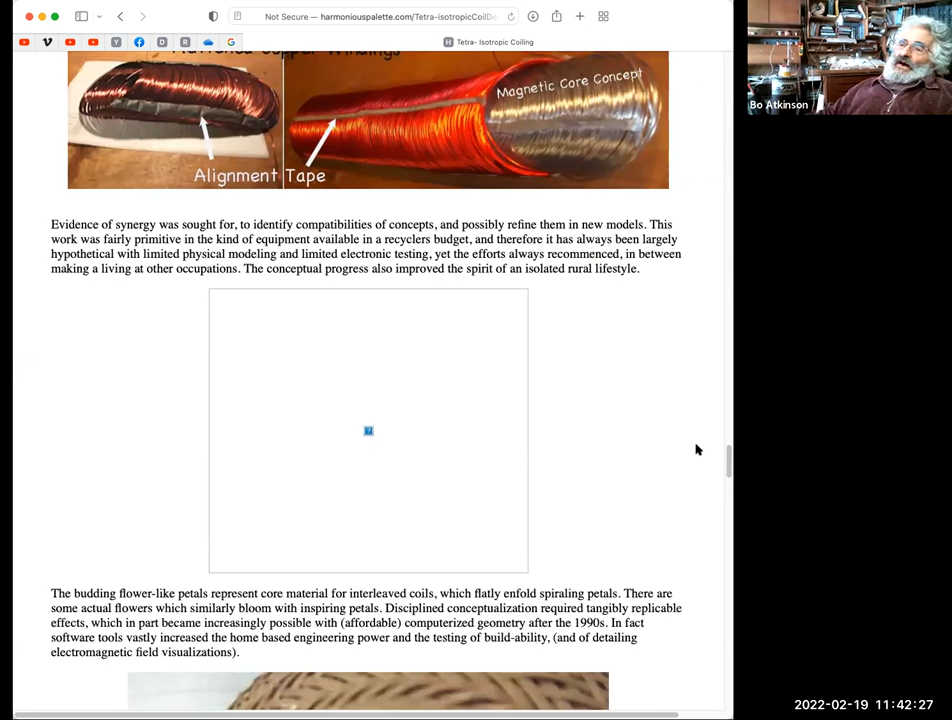 Not Secure — harmoniouspalette.com/Tetra-isotropicCoilDe
Tetra- Isotropic Coiling
Copper Windings
Magnetic Core Concept
Alignment Tape
Bo Atkinson
Evidence of synergy was sought for, to identify compatibilities of concepts, and possibly refine them in new models. This
work was fairly primitive in the kind of equipment available in a recyclers budget, and therefore it has always been largely
hypothetical with limited physical modeling and limited electronic testing, yet the efforts always recommenced, in between
making a living at other occupations. The conceptual progress also improved the spirit of an isolated rural lifestyle.
?
The budding flower-like petals represent core material for interleaved coils, which flatly enfold spiraling petals. There are
some actual flowers which similarly bloom with inspiring petals. Disciplined conceptualization required tangibly replicable
effects, which in part became increasingly possible with (affordable) computerized geometry after the 1990s. In fact
software tools vastly increased the home based engineering power and the testing of build-ability, (and of detailing
electromagnetic field visualizations).
2022-02-19 11:42:27